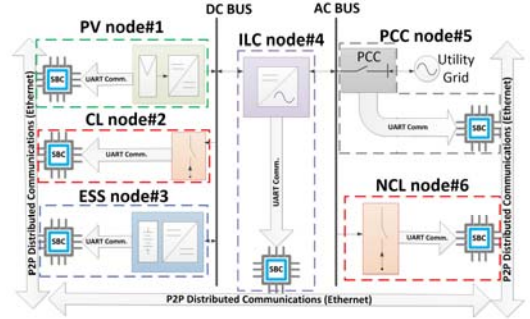 DC BUS
AC BUS
PV node#1
ILC node#4
PCC node#5
PCC
Utility
Grid
SBC
UART Comm.
CL node#2
SBC
UART Comm.
UART Comm
SBC
ESS node#3
SBC
UART Comm.
UART
Comm.
SBC
NCL node#6
UART Comm.
SBC
P2P Distributed Communications (Ethernet)
P2P Distributed Communications (Ethernet)
P2P Distributed Communications (Ethernet)